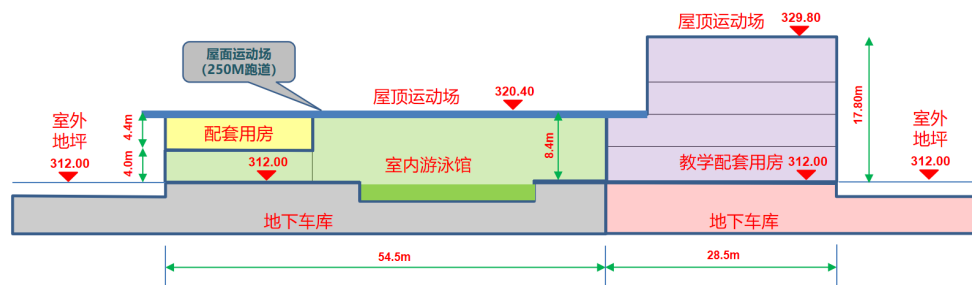 屋顶运动场
329.80
屋面运动场
（250M跑道）
屋顶运动场
320.40
室外
地坪
312.00
4.4m
配套用房
4.0m
312.00
室内游泳馆
8.4m
教学配套用房
312.00
17.80m
室外
地坪
312.00
地下车库
地下车库
54.5m
28.5m